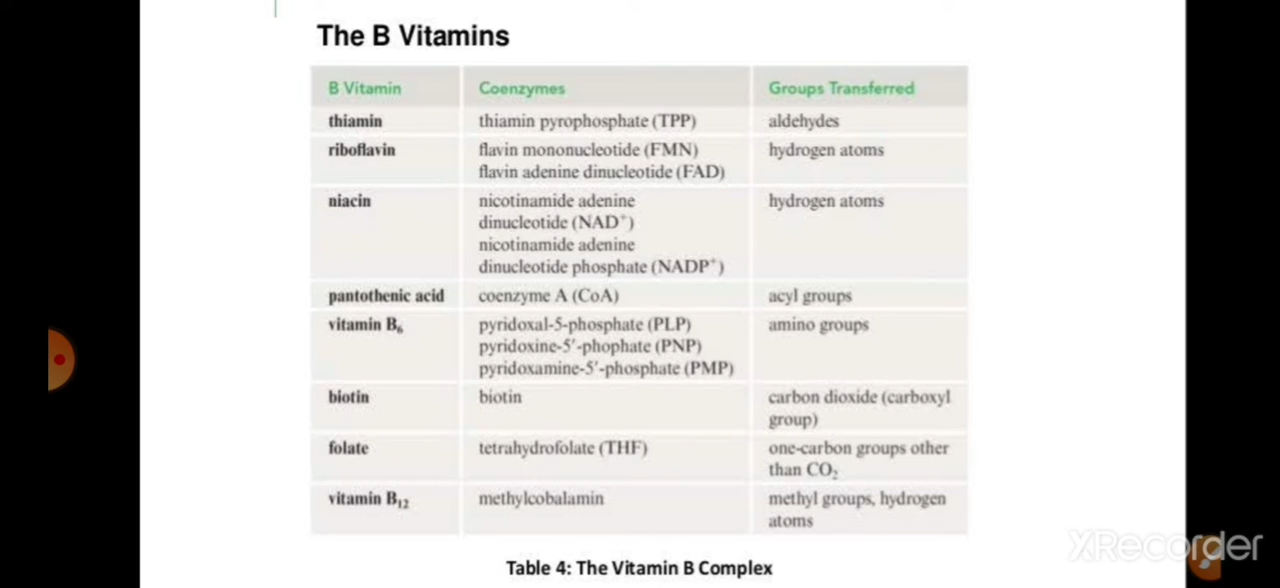 The B Vitamins
B Vitamin Coenzymes Groups Transferred
thiamin thiamin pyrophosphate (TPP) aldehydes
riboflavin flavin mononucleotide (FMN) hydrogen atoms
flavin adenine dinucleotide (FAD)
niacin nicotinamide adenine hydrogen atoms
dinucleotide (NAD⁺)
nicotinamide adenine
dinucleotide phosphate (NADP⁺)
pantothenic acid coenzyme A (CoA) acyl groups
vitamin B₆ pyridoxal-5-phosphate (PLP) amino groups
pyridoxine-5′-phophate (PNP)
pyridoxamine-5′-phosphate (PMP)
biotin biotin carbon dioxide (carboxyl
group)
folate tetrahydrofolate (THF) one-carbon groups other
than CO₂
vitamin B₁₂ methylcobalamin methyl groups, hydrogen
atoms
XRecorder
Table 4: The Vitamin B Complex